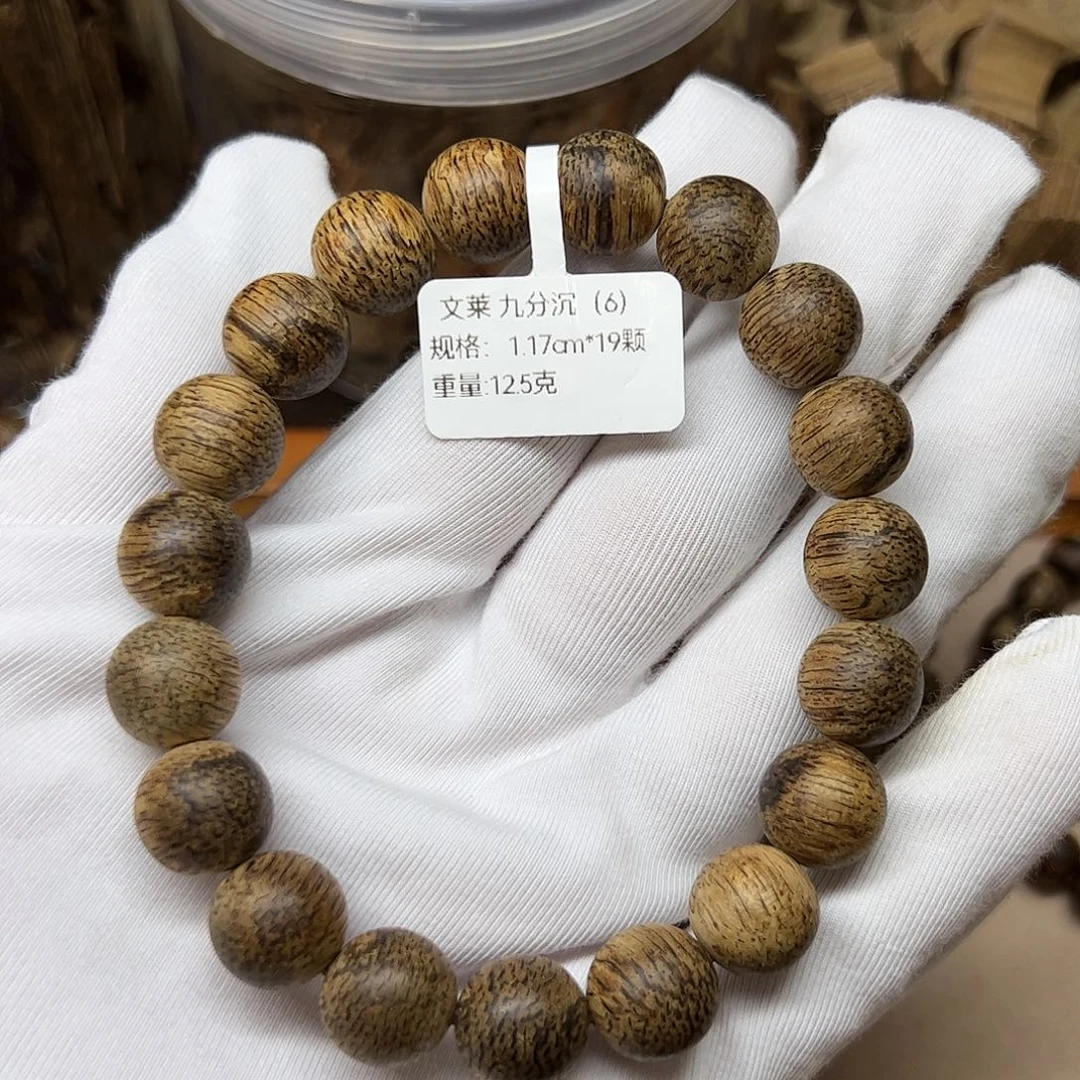 文莱 九分沉 (6)
规格: 1.17cm*19颗
重量:12.5克